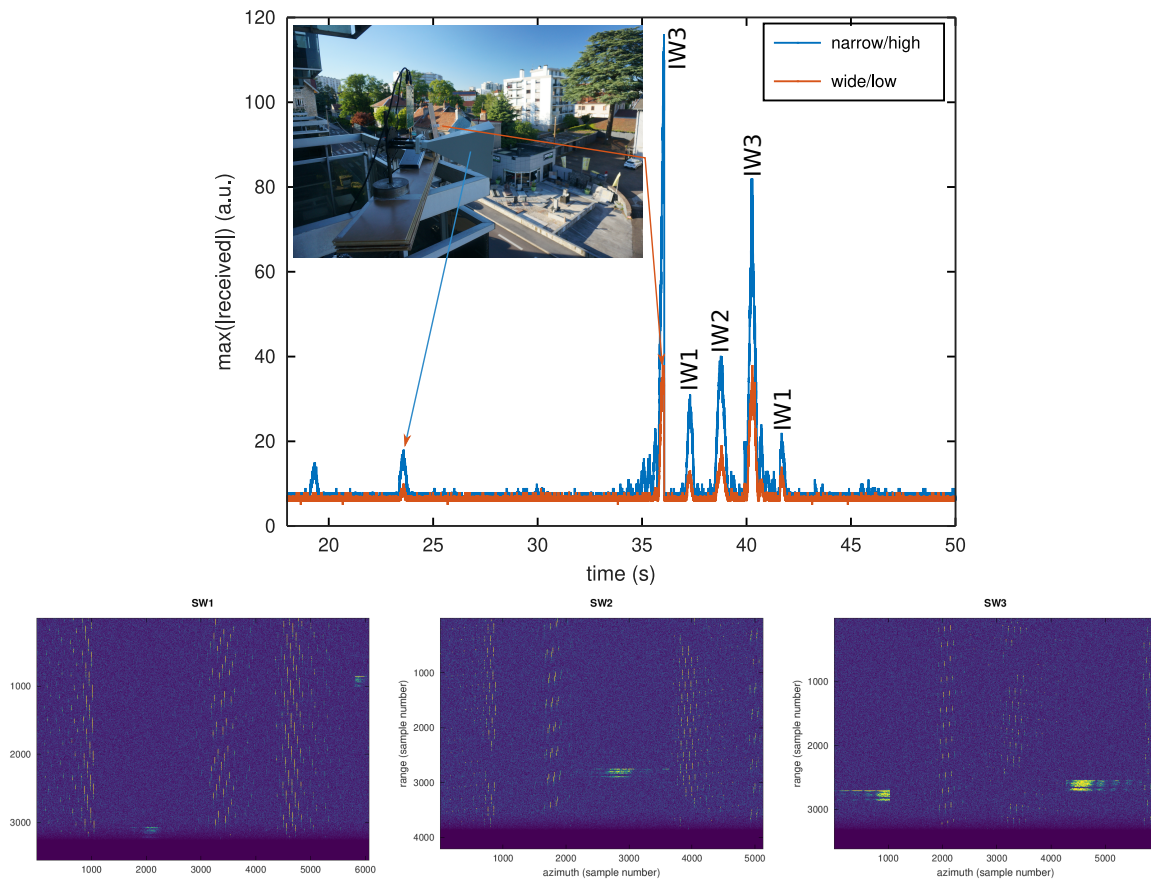 120
100
80
60
40
20
0
max(|received|) (a.u.)
narrow/high
wide/low
IW3
IW1
IW2
IW3
IW1
20
25
30
35
40
45
50
time (s)
SW1
1000
2000
3000
1000
2000
3000
4000
5000
6000
SW2
range (sample number)
1000
2000
3000
4000
1000
2000
3000
4000
5000
azimuth (sample number)
SW3
range (sample number)
1000
2000
3000
1000
2000
3000
4000
5000
azimuth (sample number)